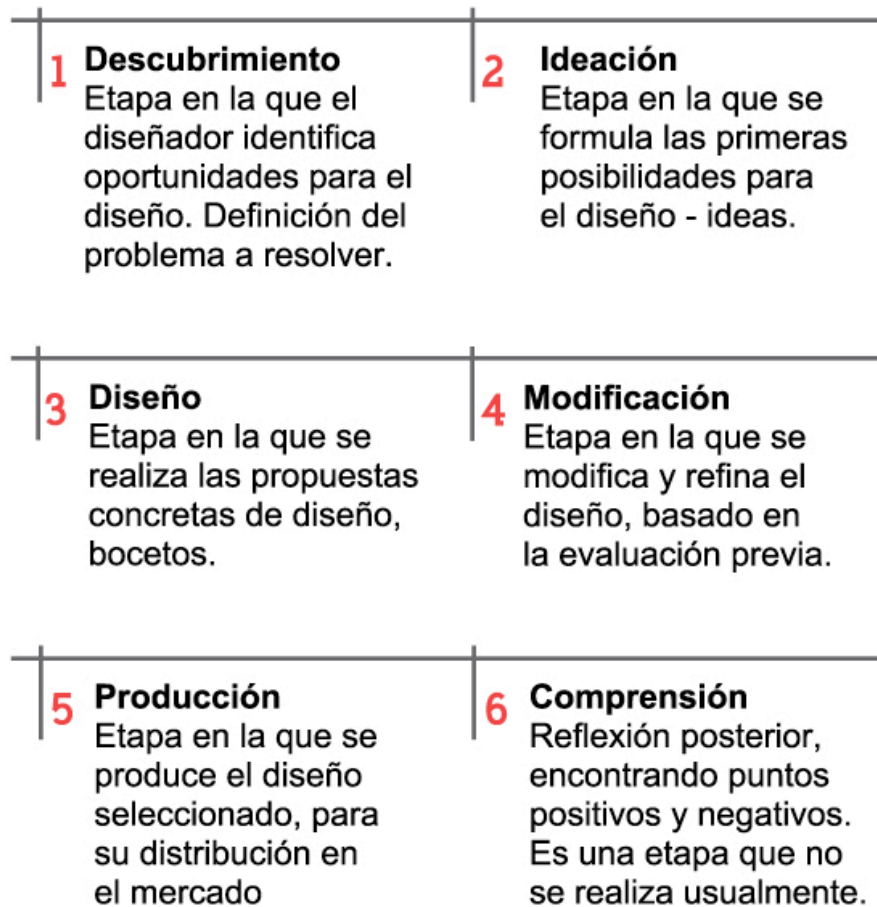 1 Descubrimiento
Etapa en la que el
diseñador identifica
oportunidades para el
diseño. Definición del
problema a resolver.
2 Ideación
Etapa en la que se
formula las primeras
posibilidades para
el diseño - ideas.
3 Diseño
Etapa en la que se
realiza las propuestas
concretas de diseño,
bocetos.
4 Modificación
Etapa en la que se
modifica y refina el
diseño, basado en
la evaluación previa.
5 Producción
Etapa en la que se
produce el diseño
seleccionado, para
su distribución en
el mercado
6 Comprensión
Reflexión posterior,
encontrando puntos
positivos y negativos.
Es una etapa que no
se realiza usualmente.